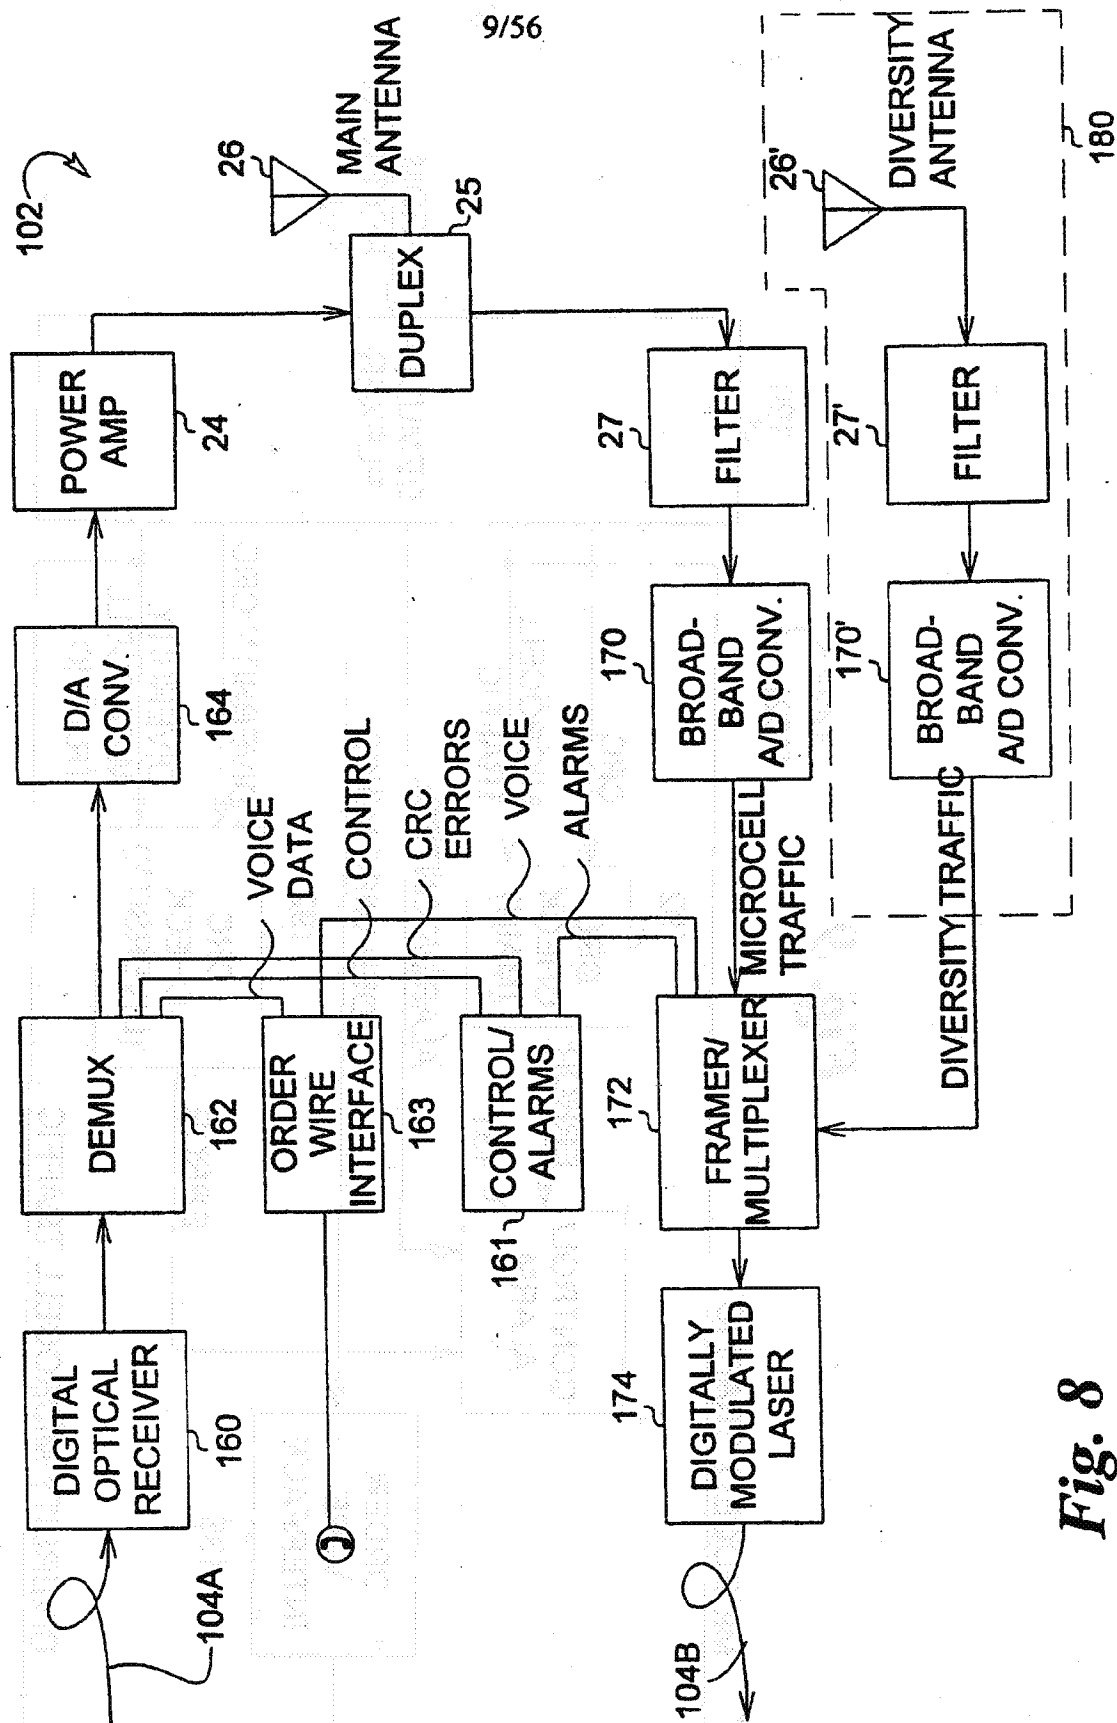 9/56
102
DIGITAL
OPTICAL
RECEIVER
160
104A
DEMUX
162
D/A
CONV.
164
POWER
AMP
24
DUPLEX
25
26
MAIN
ANTENNA
ORDER
WIRE
INTERFACE
163
VOICE
DATA
CONTROL
CRC
ERRORS
VOICE
ALARMS
CONTROL/
ALARMS
161
FILTER
27
BROAD-
BAND
A/D CONV.
170
MICROCELL
TRAFFIC
FRAMER/
MULTIPLEXER
172
DIGITALLY
MODULATED
LASER
174
104B
26'
DIVERSITY
ANTENNA
FILTER
27'
BROAD-
BAND
A/D CONV.
170'
DIVERSITY TRAFFIC
180
Fig. 8